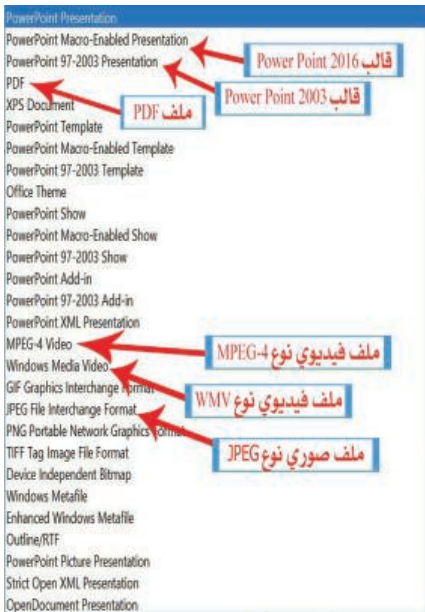 PowerPoint Presentation
PowerPoint Macro-Enabled Presentation
قالب Power Point 2016
PowerPoint 97-2003 Presentation
قالب Power Point 2003
PDF
ملف PDF
XPS Document
PowerPoint Template
PowerPoint Macro-Enabled Template
PowerPoint 97-2003 Template
Office Theme
PowerPoint Show
PowerPoint Macro-Enabled Show
PowerPoint 97-2003 Show
PowerPoint Add-in
PowerPoint 97-2003 Add-in
PowerPoint XML Presentation
MPEG-4 Video
ملف فيديوي نوع MPEG-4
Windows Media Video
ملف فيديوي نوع WMV
GIF Graphics Interchange Format
JPEG File Interchange Format
ملف صوري نوع JPEG
PNG Portable Network Graphics Format
TIFF Tag Image File Format
Device Independent Bitmap
Windows Metafile
Enhanced Windows Metafile
Outline/RTF
PowerPoint Picture Presentation
Strict Open XML Presentation
OpenDocument Presentation